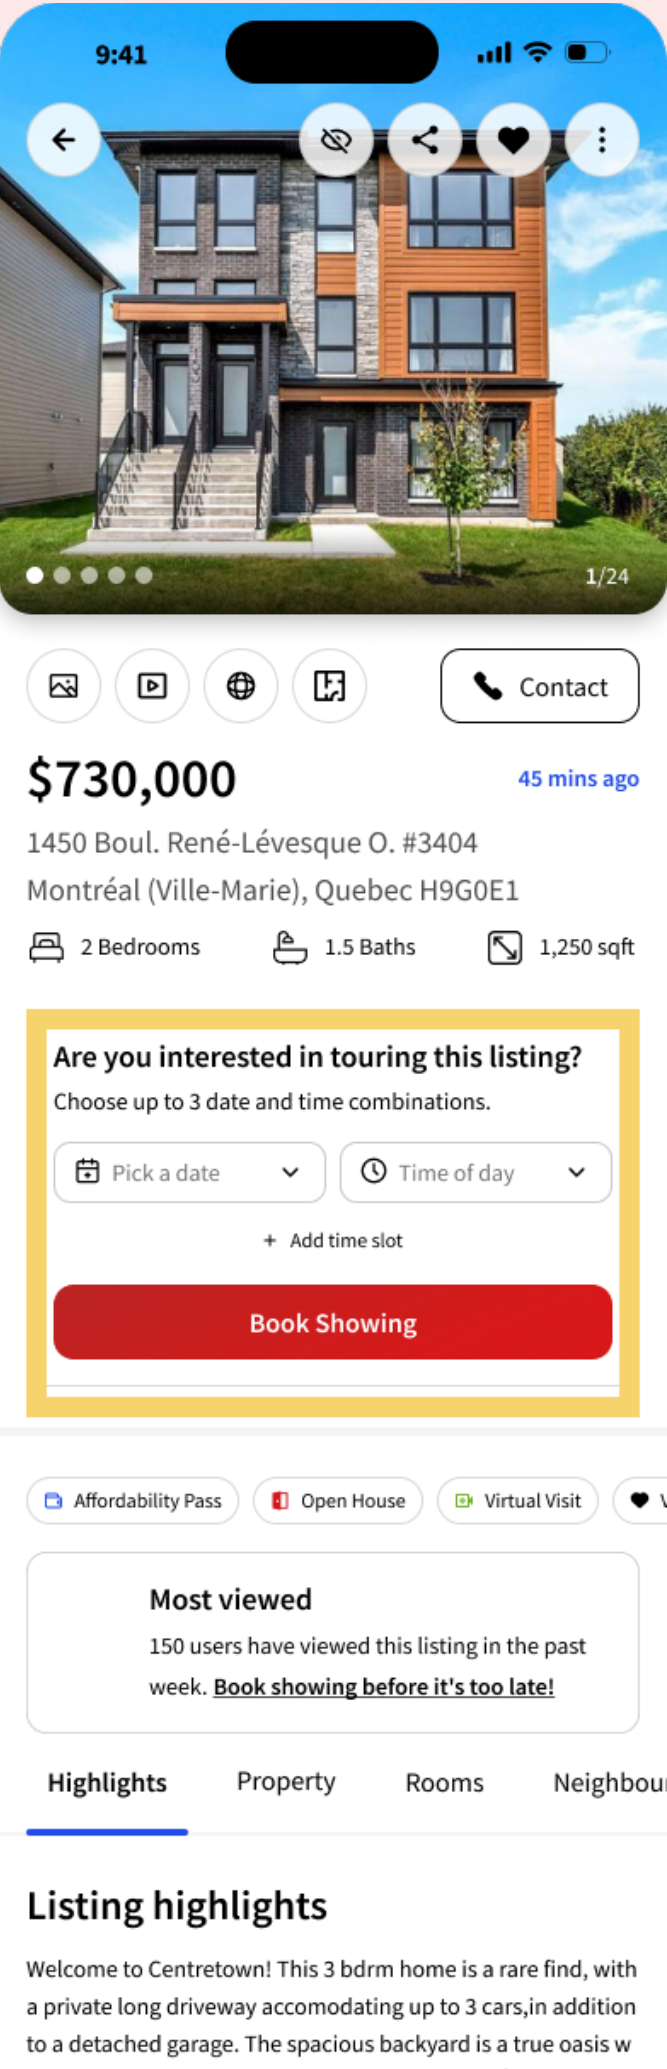 9:41
1/24
Contact
$730,000
45 mins ago
1450 Boul. René-Lévesque O. #3404
Montréal (Ville-Marie), Quebec H9G0E1
2 Bedrooms
1.5 Baths
1,250 sqft
Are you interested in touring this listing?
Choose up to 3 date and time combinations.
Pick a date
Time of day
+ Add time slot
Book Showing
Affordability Pass
Open House
Virtual Visit
Most viewed
150 users have viewed this listing in the past
week. Book showing before it's too late!
Highlights
Property
Rooms
Neighbour
Listing highlights
Welcome to Centretown! This 3 bdrm home is a rare find, with
a private long driveway accomodating up to 3 cars,in addition
to a detached garage. The spacious backyard is a true oasis w